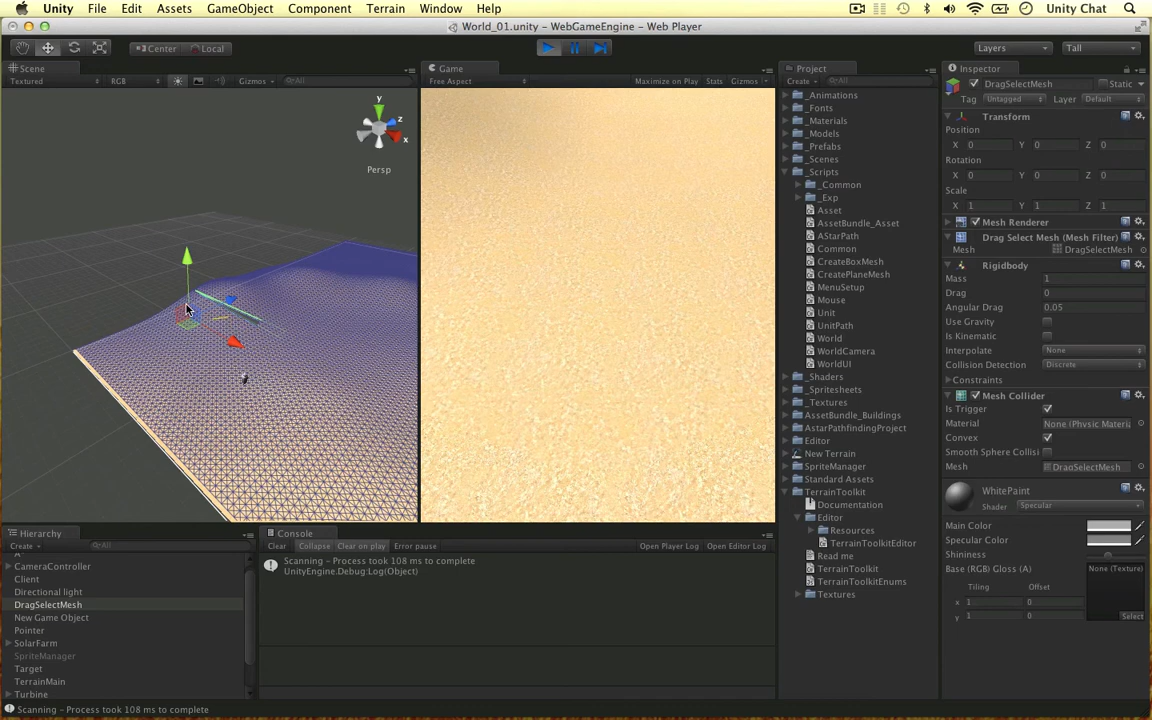 Unity File Edit Assets GameObject Component Terrain Window Help Unity Chat
World_01.unity – WebGameEngine – Web Player
Center Local Layers Tall
Scene
Textured RGB Gizmos All
y
z
x
Persp
Game
Free Aspect Maximize on Play Stats Gizmos
Project
Create All
_Animations
_Fonts
_Materials
_Models
_Prefabs
_Scenes
_Scripts
_Common
_Exp
Asset
AssetBundle_Asset
AStarPath
Common
CreateBoxMesh
CreatePlaneMesh
MenuSetup
Mouse
Unit
UnitPath
World
WorldCamera
WorldUI
_Shaders
_Spritesheets
_Textures
AssetBundle_Buildings
AstarPathfindingProject
Editor
New Terrain
SpriteManager
Standard Assets
TerrainToolkit
Documentation
Editor
Resources
TerrainToolkitEditor
Read me
TerrainToolkit
TerrainToolkitEnums
Textures
Inspector
DragSelectMesh Static
Tag Untagged Layer Default
Transform
Position
X 0 Y 0 Z 0
Rotation
X 0 Y 0 Z 0
Scale
X 1 Y 1 Z 1
Mesh Renderer
Drag Select Mesh (Mesh Filter)
Mesh DragSelectMesh
Rigidbody
Mass 1
Drag 0
Angular Drag 0.05
Use Gravity
Is Kinematic
Interpolate None
Collision Detection Discrete
Constraints
Mesh Collider
Is Trigger
Material None (Physic Materia
Convex
Smooth Sphere Collisi
Mesh DragSelectMesh
WhitePaint
Shader Specular
Main Color
Specular Color
Shininess
Base (RGB) Gloss (A) None (Texture)
Tiling Offset
x 1 0
y 1 0
Select
Hierarchy
Create All
CameraController
Client
Directional light
DragSelectMesh
New Game Object
Pointer
SolarFarm
SpriteManager
Target
TerrainMain
Turbine
Console
Clear Collapse Clear on play Error pause Open Player Log Open Editor Log
Scanning – Process took 108 ms to complete
UnityEngine.Debug:Log(Object)
Scanning – Process took 108 ms to complete